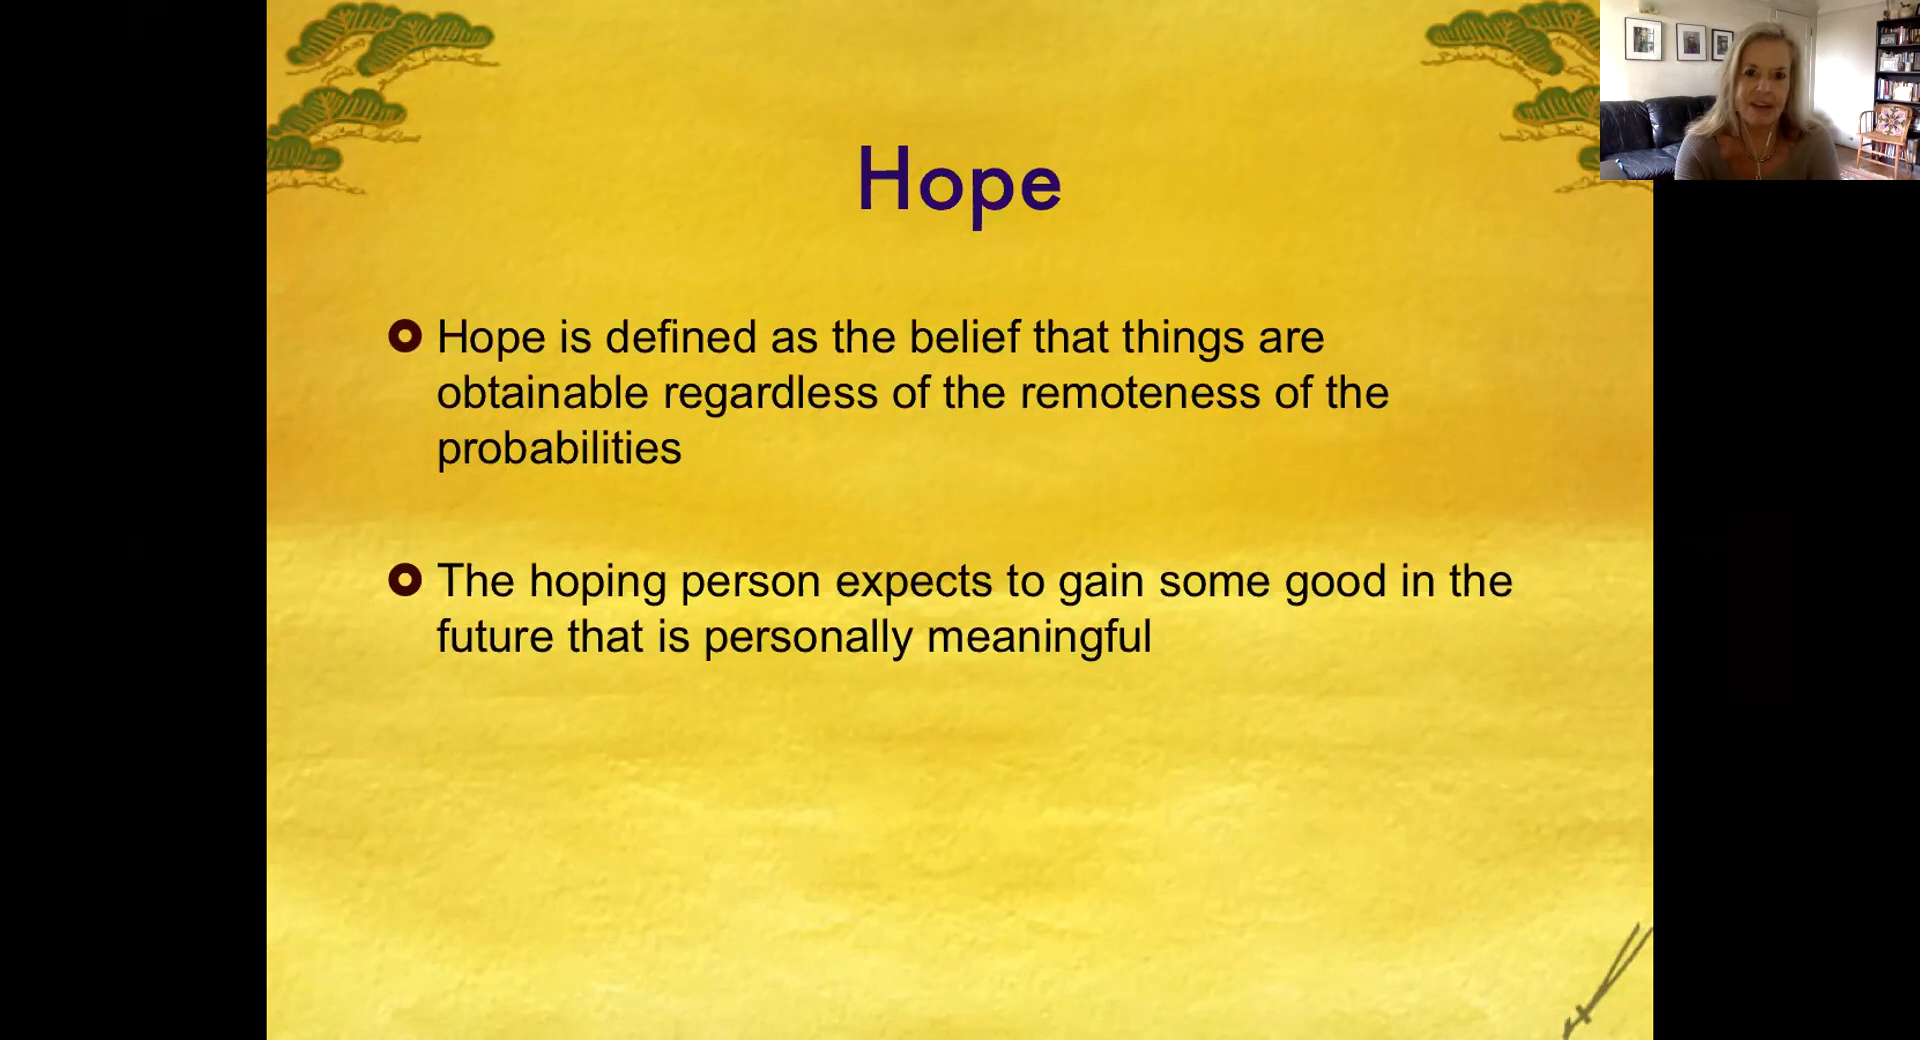 Hope
Hope is defined as the belief that things are
obtainable regardless of the remoteness of the
probabilities
The hoping person expects to gain some good in the
future that is personally meaningful